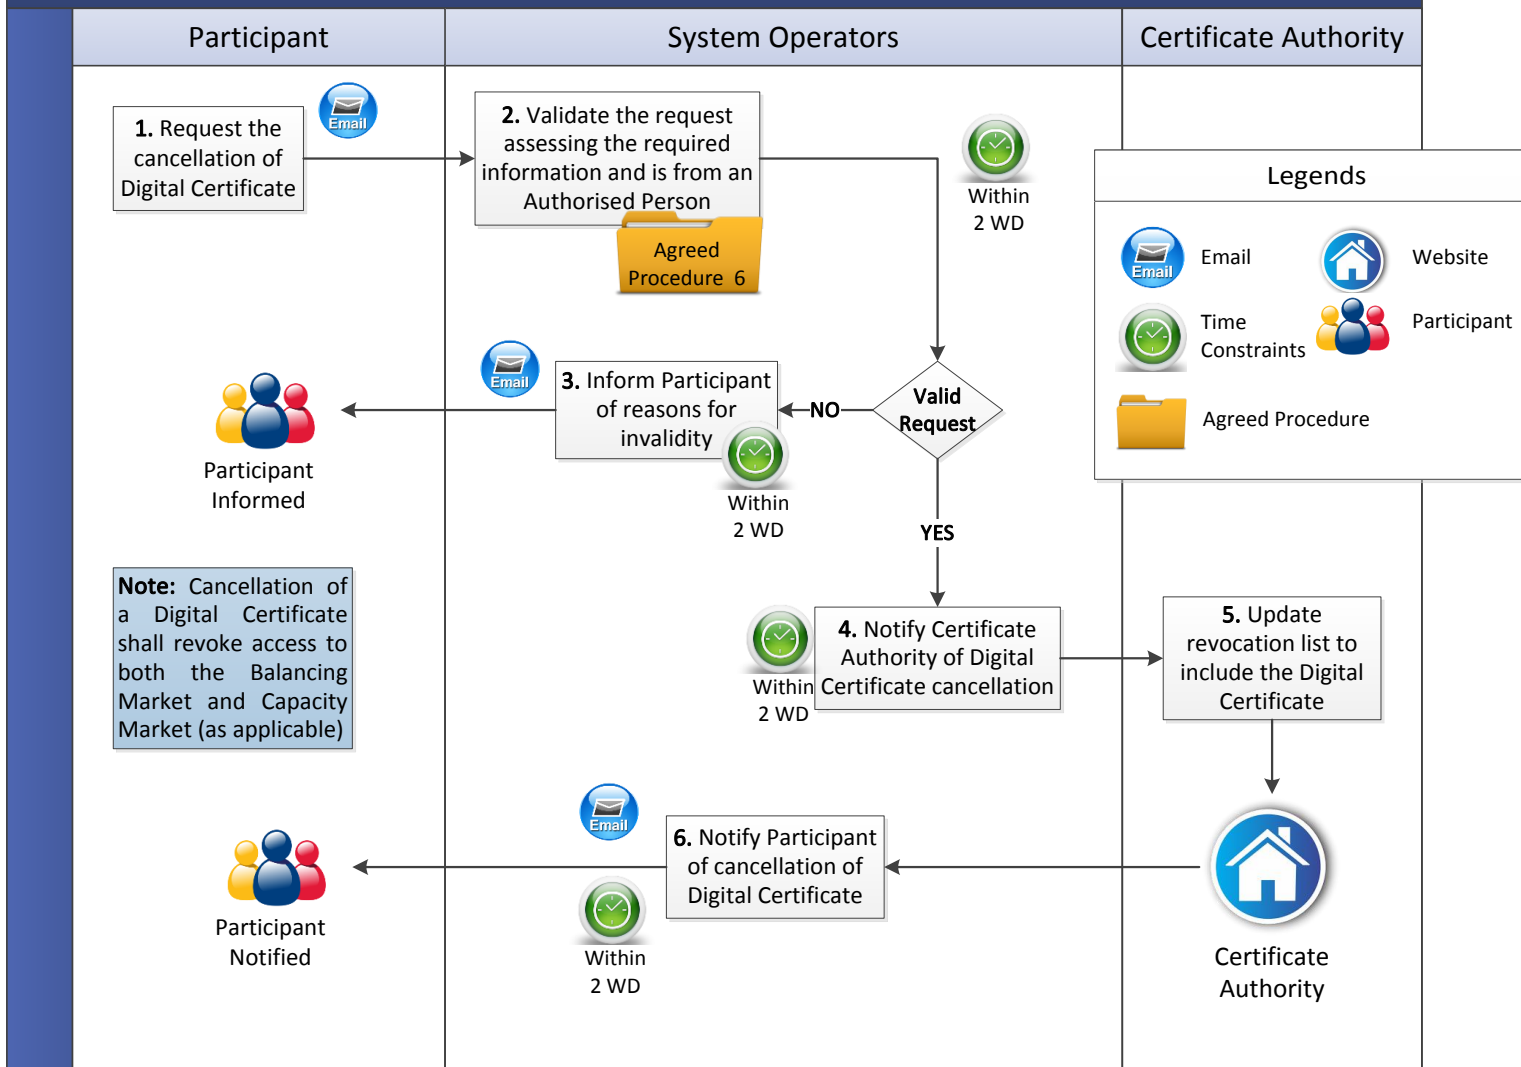 Participant
System Operators
Certificate Authority
1. Request the
cancellation of
Digital Certificate
Email
2. Validate the request
assessing the required
information and is from an
Authorised Person
Agreed
Procedure 6
Within
2 WD
Legends
Email
Email
Website
Time
Constraints
Participant
Agreed Procedure
Valid
Request
NO
Email
3. Inform Participant
of reasons for
invalidity
Within
2 WD
Participant
Informed
YES
Note: Cancellation of
a Digital Certificate
shall revoke access to
both the Balancing
Market and Capacity
Market (as applicable)
Within
2 WD
4. Notify Certificate
Authority of Digital
Certificate cancellation
5. Update
revocation list to
include the Digital
Certificate
Certificate
Authority
Email
6. Notify Participant
of cancellation of
Digital Certificate
Within
2 WD
Participant
Notified